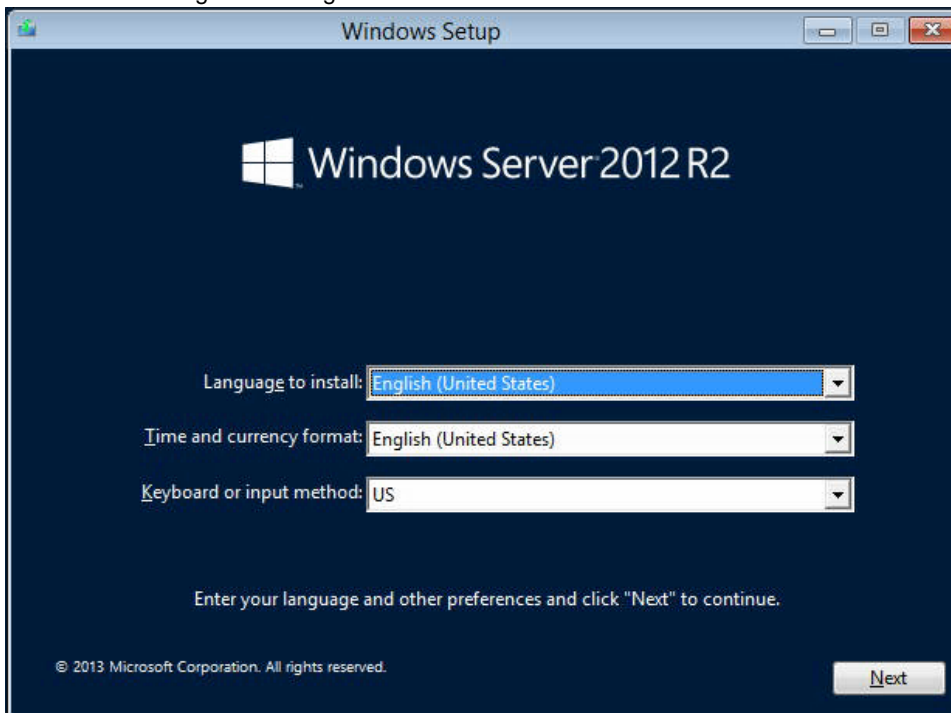 Windows Setup
Windows Server 2012 R2
Language to install: English (United States)
Time and currency format: English (United States)
Keyboard or input method: US
Enter your language and other preferences and click "Next" to continue.
© 2013 Microsoft Corporation. All rights reserved.
Next